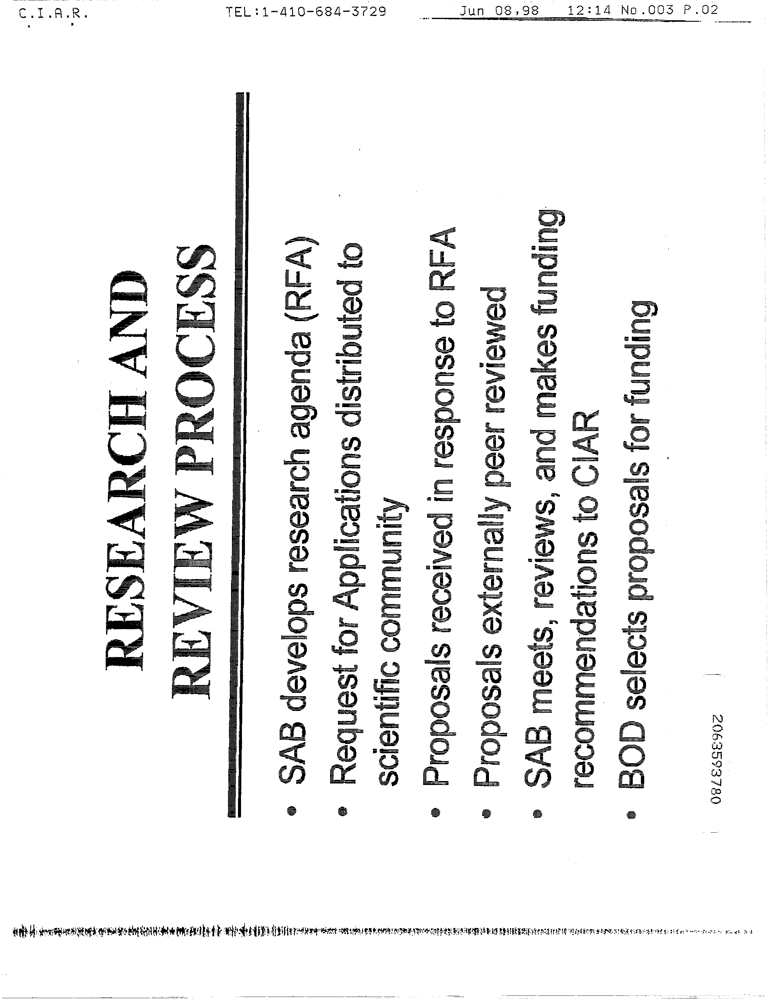 C.I.A.R. TEL:1-410-684-3729 Jun 08,98 12:14 No.003 P.02
RESEARCH AND
REVIEW PROCESS
• SAB develops research agenda (RFA)
• Request for Applications distributed to
scientific community
• Proposals received in response to RFA
• Proposals externally peer reviewed
• SAB meets, reviews, and makes funding
recommendations to CIAR
• BOD selects proposals for funding
2063593780